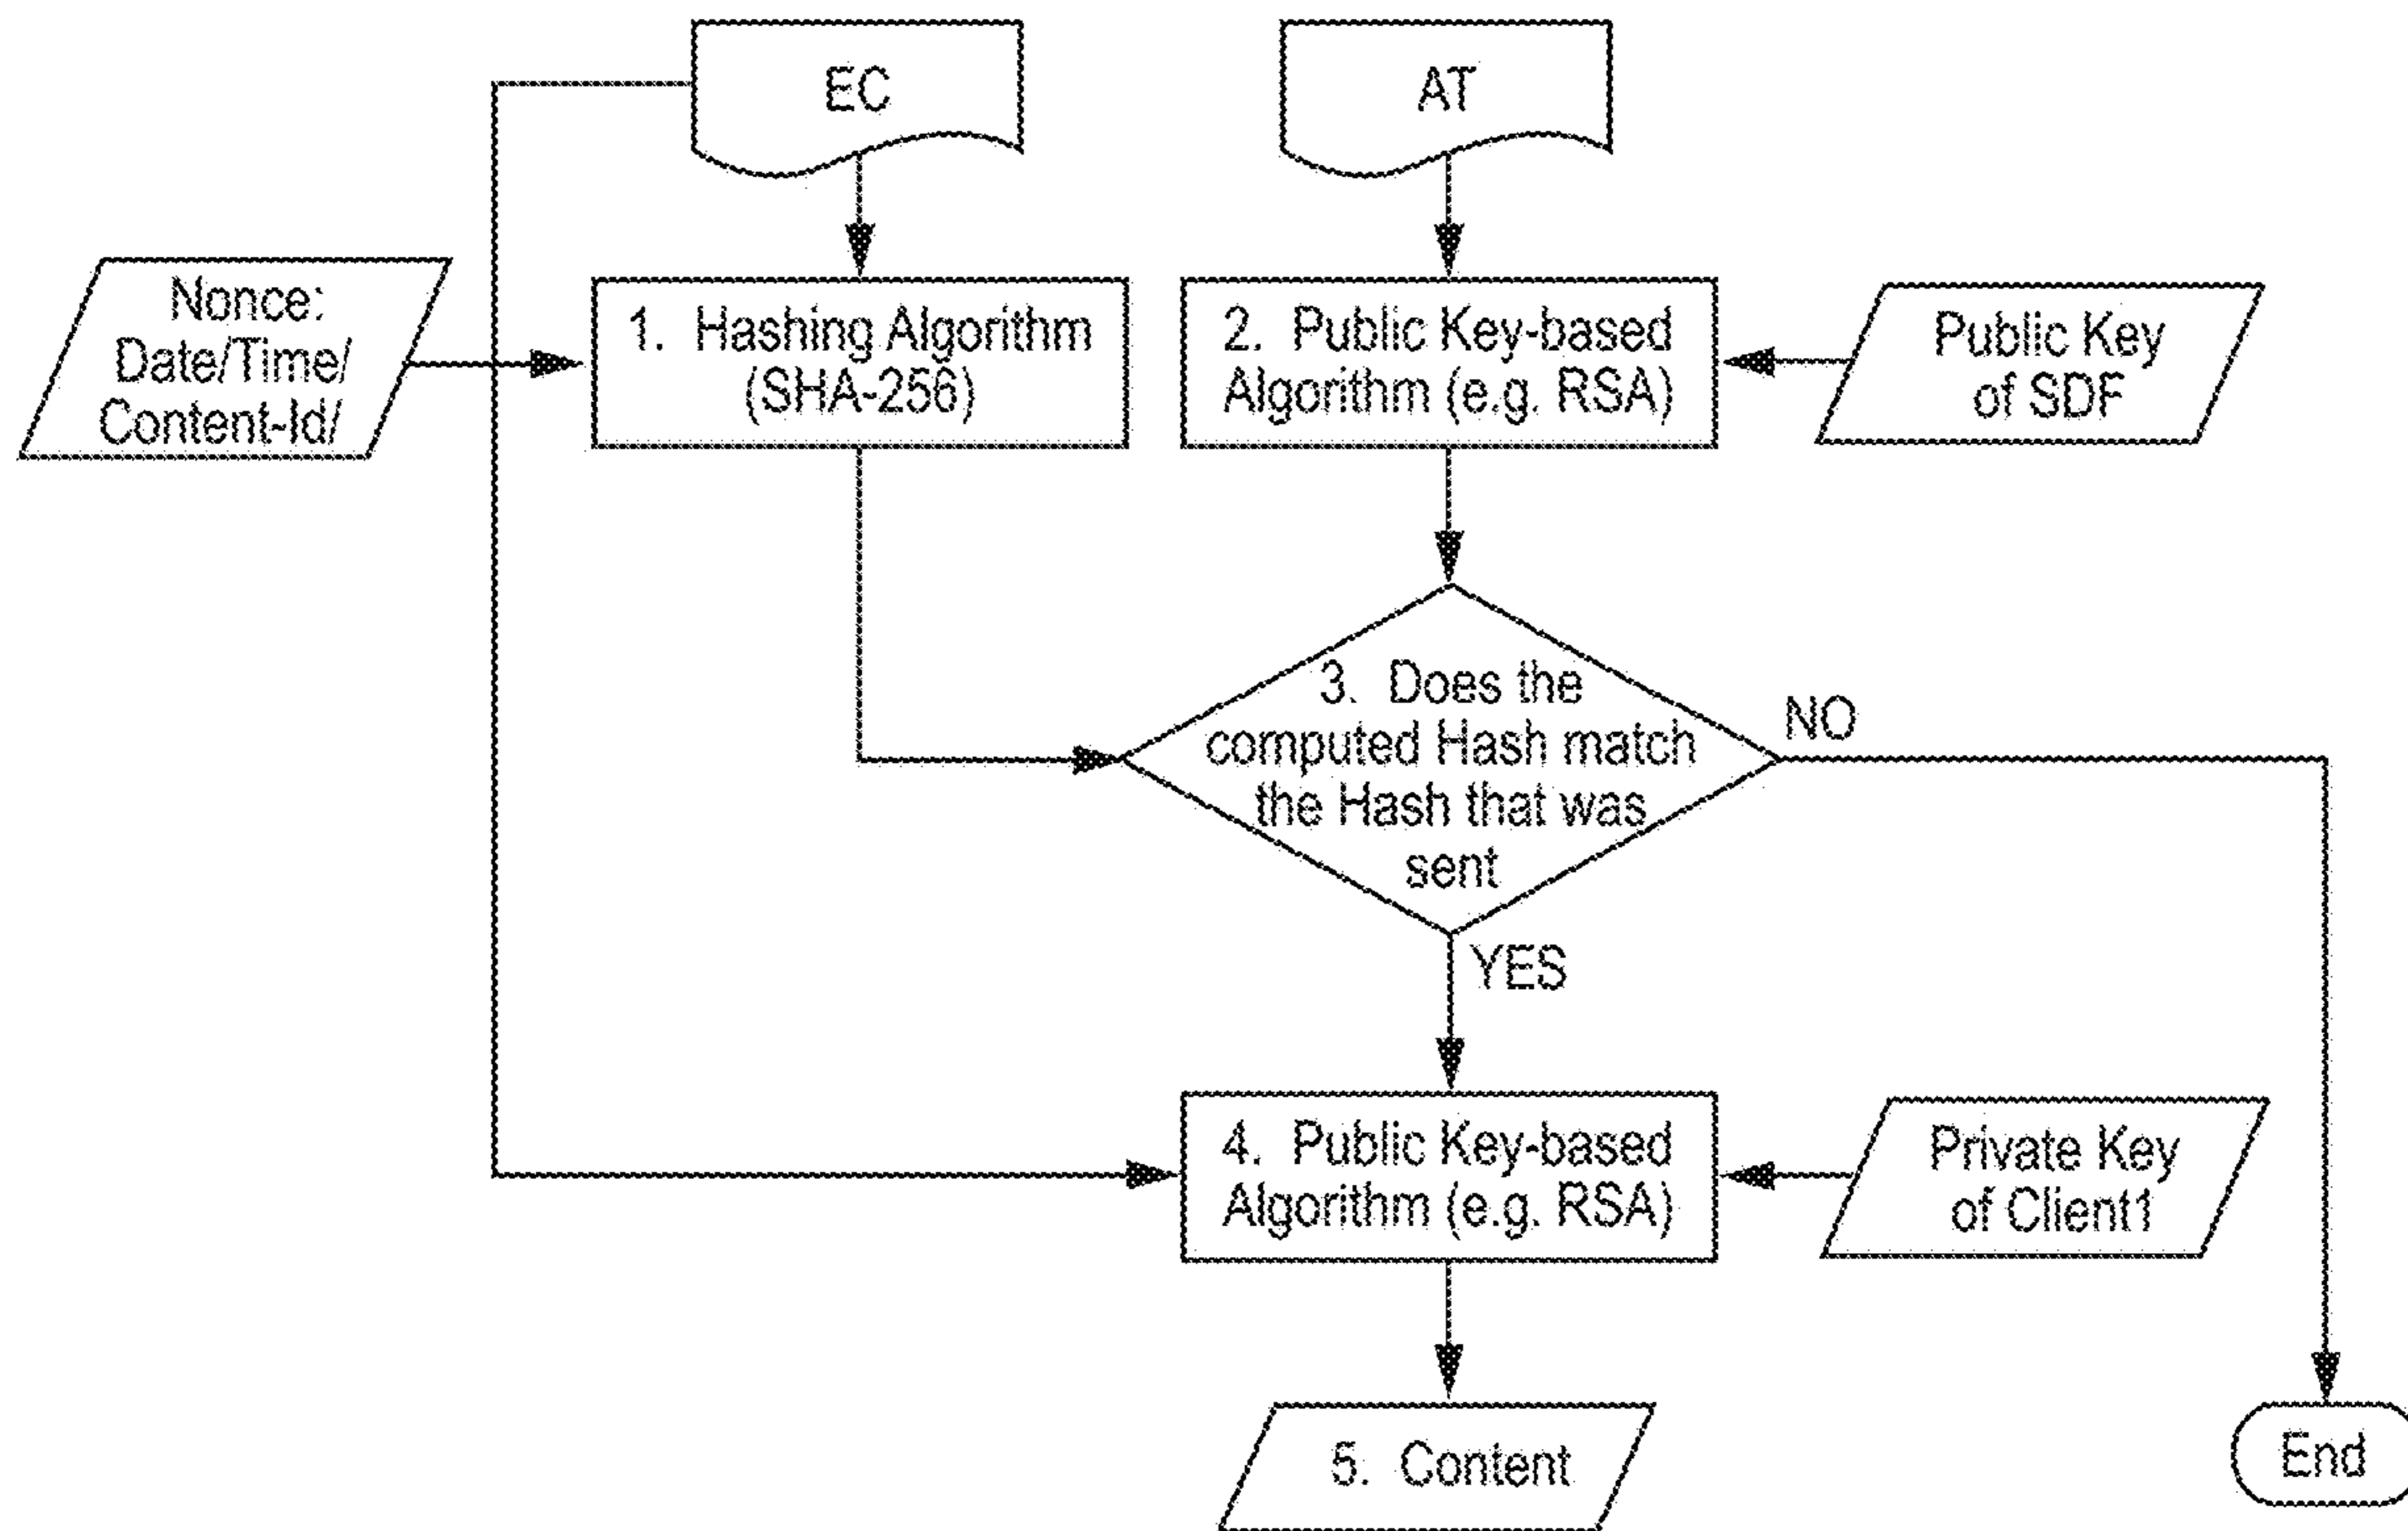 EC
AT
Nonce:
Date/Time/
Content-Id/
1. Hashing Algorithm
(SHA-256)
2. Public Key-based
Algorithm (e.g. RSA)
Public Key
of SDF
3. Does the
computed Hash match
the Hash that was
sent
NO
YES
4. Public Key-based
Algorithm (e.g. RSA)
Private Key
of Client1
5. Content
End